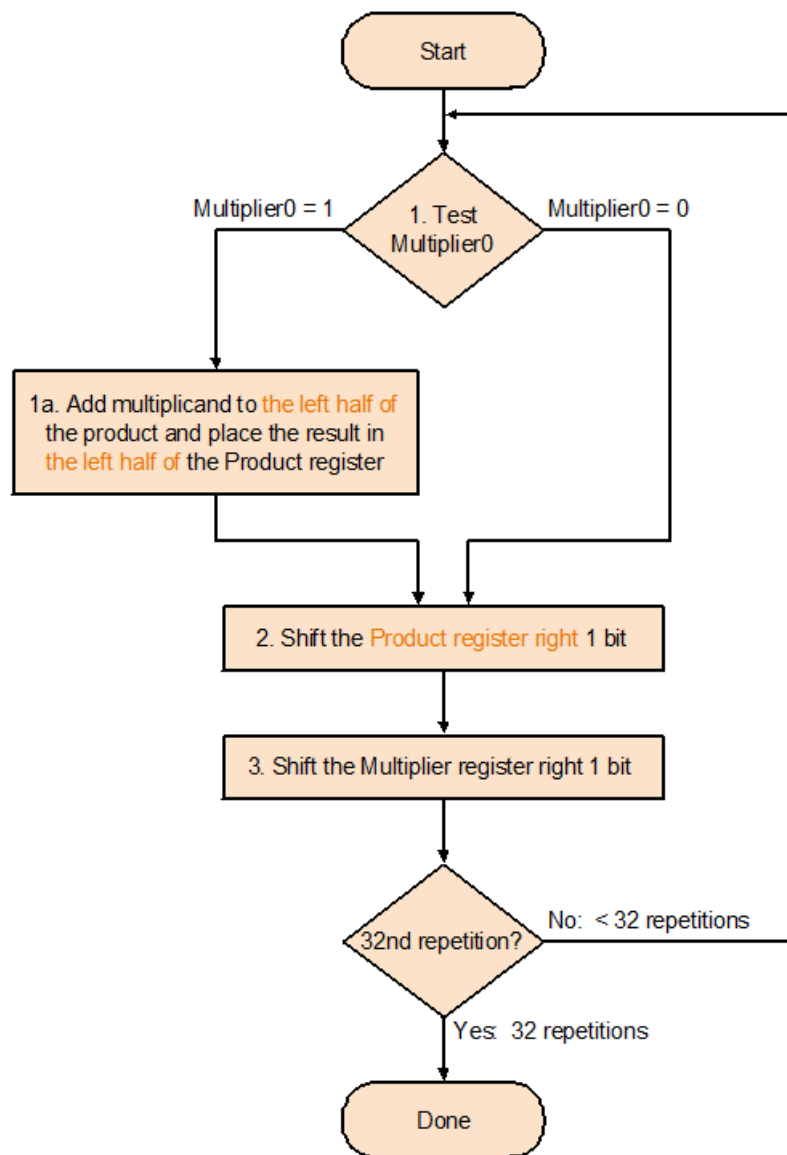 Start
Multiplier0 = 1
1. Test
Multiplier0
Multiplier0 = 0
1a. Add multiplicand to the left half of
the product and place the result in
the left half of the Product register
2. Shift the Product register right 1 bit
3. Shift the Multiplier register right 1 bit
32nd repetition?
No: < 32 repetitions
Yes: 32 repetitions
Done